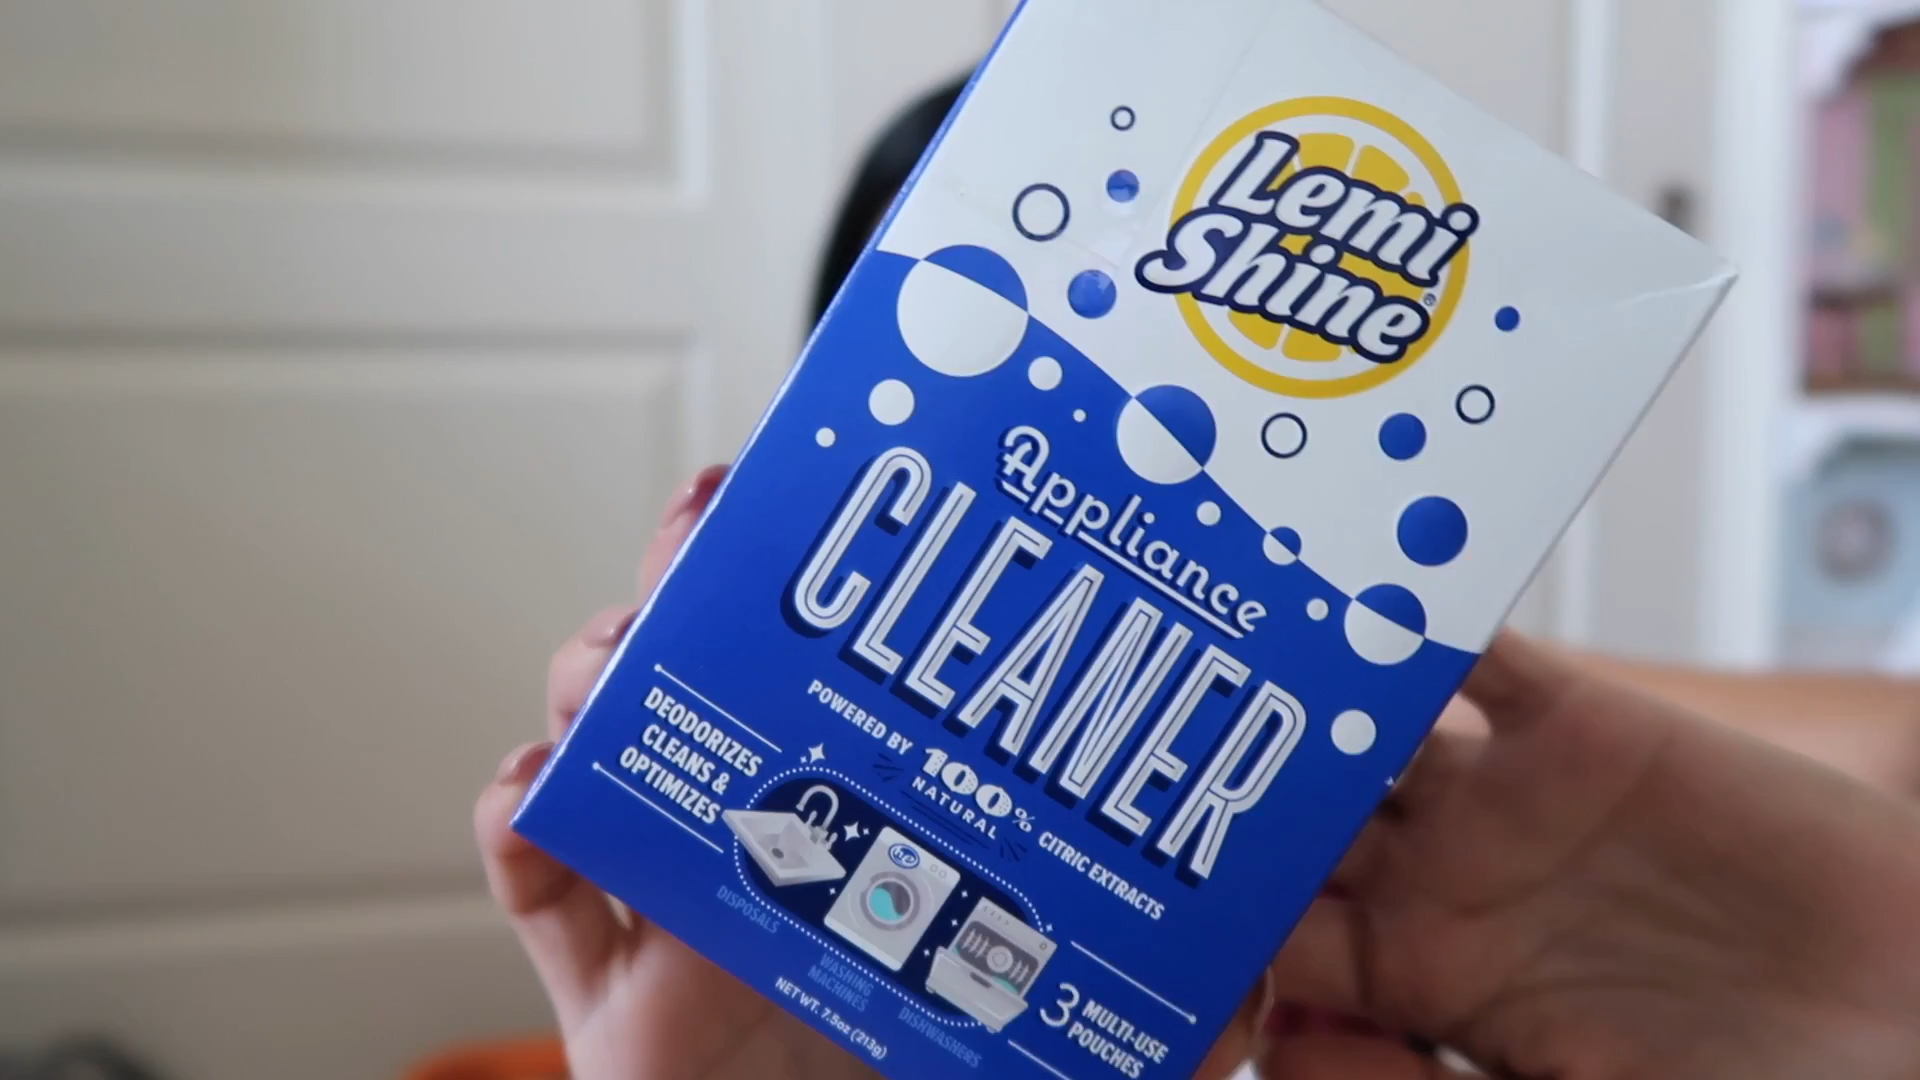 Lemi
Shine®
Appliance
CLEANER
POWERED BY 100% NATURAL CITRIC EXTRACTS
DEODORIZES
CLEANS &
OPTIMIZES
he
DISPOSALS
WASHING
MACHINES
DISHWASHERS
3 MULTI-USE
POUCHES
NET WT. 7.5oz (213g)